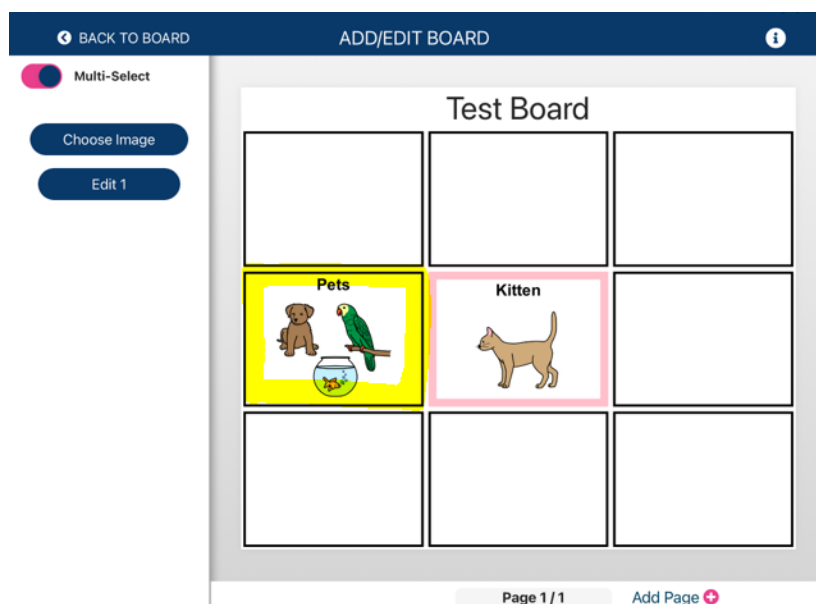 BACK TO BOARD
ADD/EDIT BOARD
Multi-Select
Choose Image
Edit 1
Test Board
Pets
Kitten
Page 1/1
Add Page